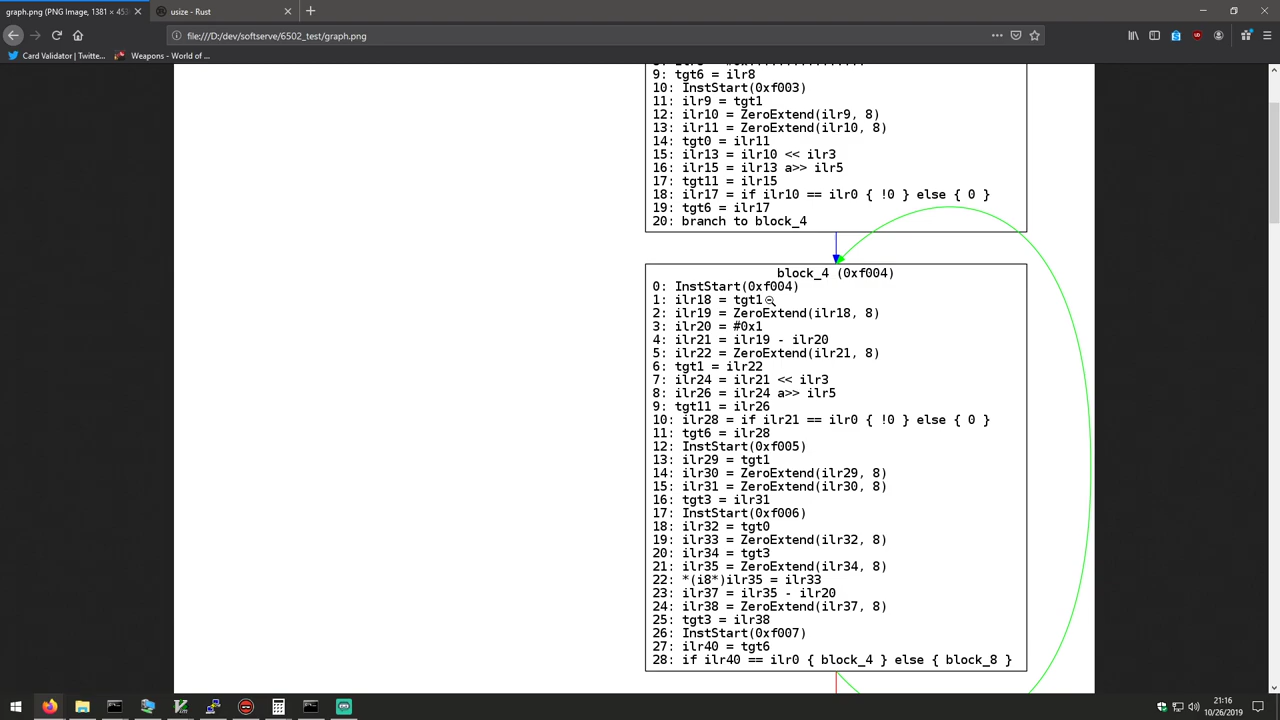 graph.png (PNG Image, 1381 × 453
usize - Rust
file:///D:/dev/softserve/6502_test/graph.png
Card Validator | Twitte...
Weapons - World of ...
9: tgt6 = ilr8
10: InstStart(0xf003)
11: ilr9 = tgt1
12: ilr10 = ZeroExtend(ilr9, 8)
13: ilr11 = ZeroExtend(ilr10, 8)
14: tgt0 = ilr11
15: ilr13 = ilr10 << ilr3
16: ilr15 = ilr13 a>> ilr5
17: tgt11 = ilr15
18: ilr17 = if ilr10 == ilr0 { !0 } else { 0 }
19: tgt6 = ilr17
20: branch to block_4
block_4 (0xf004)
0: InstStart(0xf004)
1: ilr18 = tgt1
2: ilr19 = ZeroExtend(ilr18, 8)
3: ilr20 = #0x1
4: ilr21 = ilr19 - ilr20
5: ilr22 = ZeroExtend(ilr21, 8)
6: tgt1 = ilr22
7: ilr24 = ilr21 << ilr3
8: ilr26 = ilr24 a>> ilr5
9: tgt11 = ilr26
10: ilr28 = if ilr21 == ilr0 { !0 } else { 0 }
11: tgt6 = ilr28
12: InstStart(0xf005)
13: ilr29 = tgt1
14: ilr30 = ZeroExtend(ilr29, 8)
15: ilr31 = ZeroExtend(ilr30, 8)
16: tgt3 = ilr31
17: InstStart(0xf006)
18: ilr32 = tgt0
19: ilr33 = ZeroExtend(ilr32, 8)
20: ilr34 = tgt3
21: ilr35 = ZeroExtend(ilr34, 8)
22: *(i8*)ilr35 = ilr33
23: ilr37 = ilr35 - ilr20
24: ilr38 = ZeroExtend(ilr37, 8)
25: tgt3 = ilr38
26: InstStart(0xf007)
27: ilr40 = tgt6
28: if ilr40 == ilr0 { block_4 } else { block_8 }
21:16
10/26/2019